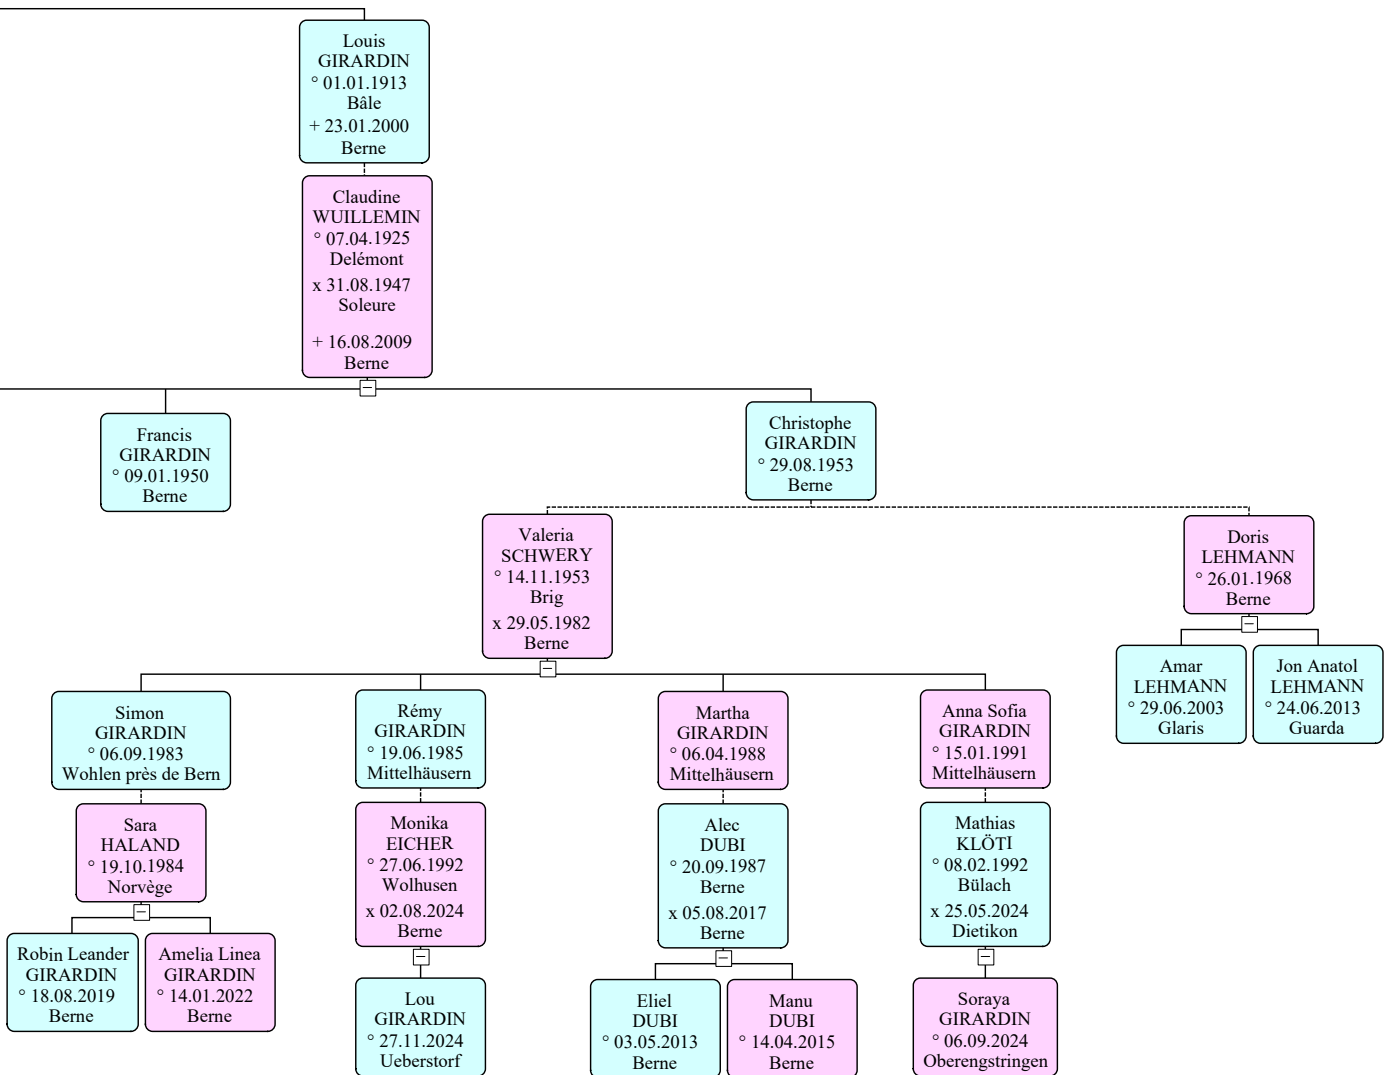 Louis
GIRARDIN
° 01.01.1913
Bâle
+ 23.01.2000
Berne
Claudine
WUILLEMIN
° 07.04.1925
Delémont
x 31.08.1947
Soleure
+ 16.08.2009
Berne
Francis
GIRARDIN
° 09.01.1950
Berne
Christophe
GIRARDIN
° 29.08.1953
Berne
Valeria
SCHWERY
° 14.11.1953
Brig
x 29.05.1982
Berne
Doris
LEHMANN
° 26.01.1968
Berne
Amar
LEHMANN
° 29.06.2003
Glaris
Jon Anatol
LEHMANN
° 24.06.2013
Guarda
Simon
GIRARDIN
° 06.09.1983
Wohlen près de Bern
Rémy
GIRARDIN
° 19.06.1985
Mittelhäusern
Martha
GIRARDIN
° 06.04.1988
Mittelhäusern
Anna Sofia
GIRARDIN
° 15.01.1991
Mittelhäusern
Sara
HALAND
° 19.10.1984
Norvège
Monika
EICHER
° 27.06.1992
Wolhusen
x 02.08.2024
Berne
Alec
DUBI
° 20.09.1987
Berne
x 05.08.2017
Berne
Mathias
KLÖTI
° 08.02.1992
Bülach
x 25.05.2024
Dietikon
Robin Leander
GIRARDIN
° 18.08.2019
Berne
Amelia Linea
GIRARDIN
° 14.01.2022
Berne
Lou
GIRARDIN
° 27.11.2024
Ueberstorf
Eliel
DUBI
° 03.05.2013
Berne
Manu
DUBI
° 14.04.2015
Berne
Soraya
GIRARDIN
° 06.09.2024
Oberengstringen